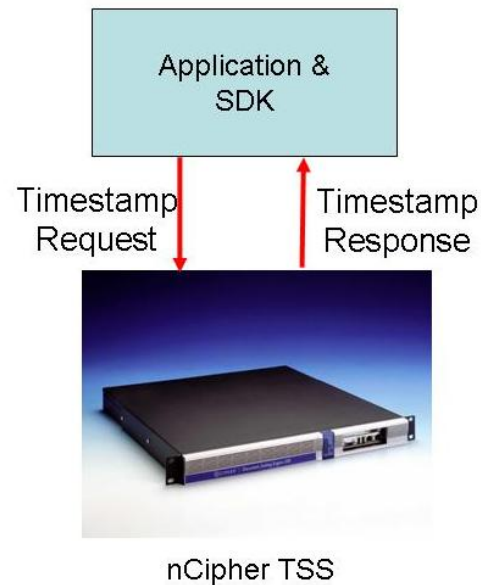 Application &
SDK
Timestamp
Request
Timestamp
Response
nCipher TSS